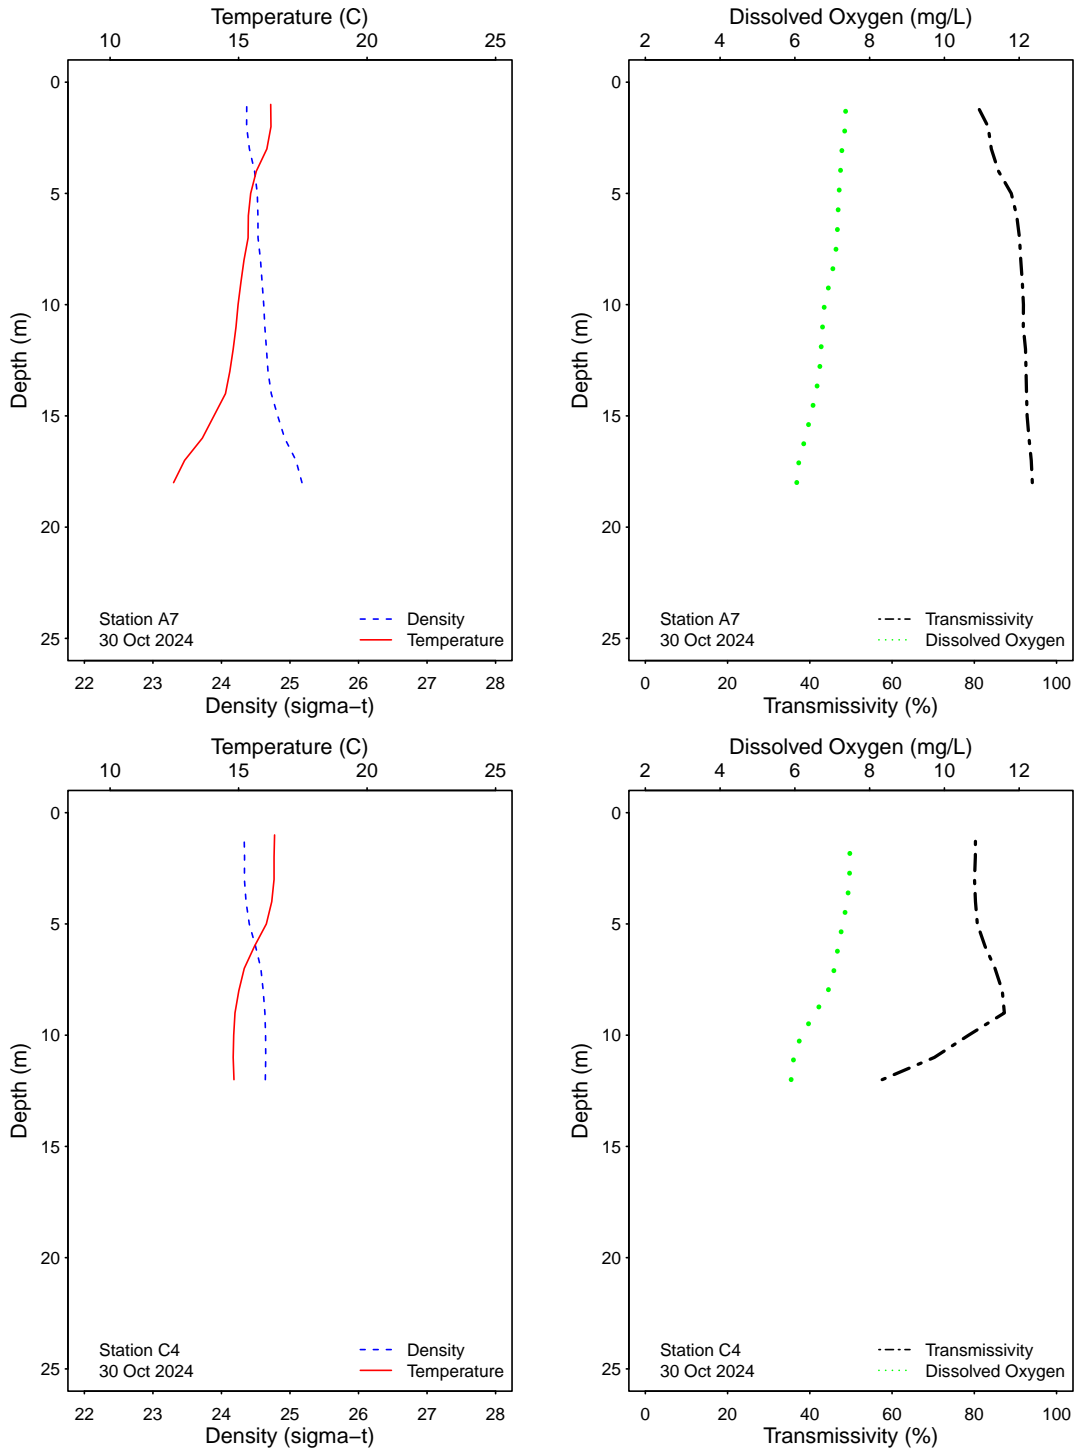 Temperature (C)
10 15 20 25
0
5
10
15
20
25
Depth (m)
Station A7
30 Oct 2024
Density
Temperature
22 23 24 25 26 27 28
Density (sigma−t)
Dissolved Oxygen (mg/L)
2 4 6 8 10 12
0
5
10
15
20
25
Depth (m)
Station A7
30 Oct 2024
Transmissivity
Dissolved Oxygen
0 20 40 60 80 100
Transmissivity (%)
Temperature (C)
10 15 20 25
0
5
10
15
20
25
Depth (m)
Station C4
30 Oct 2024
Density
Temperature
22 23 24 25 26 27 28
Density (sigma−t)
Dissolved Oxygen (mg/L)
2 4 6 8 10 12
0
5
10
15
20
25
Depth (m)
Station C4
30 Oct 2024
Transmissivity
Dissolved Oxygen
0 20 40 60 80 100
Transmissivity (%)